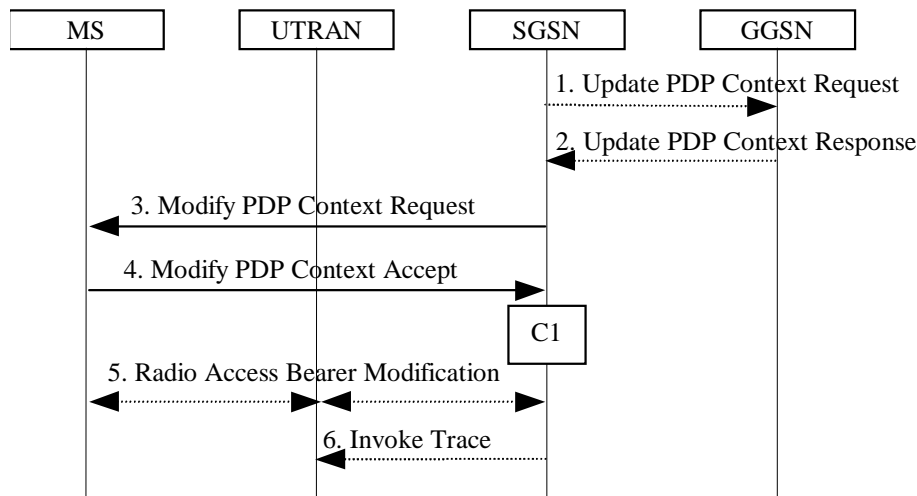 MS UTRAN SGSN GGSN
1. Update PDP Context Request
2. Update PDP Context Response
3. Modify PDP Context Request
4. Modify PDP Context Accept
C1
5. Radio Access Bearer Modification
6. Invoke Trace